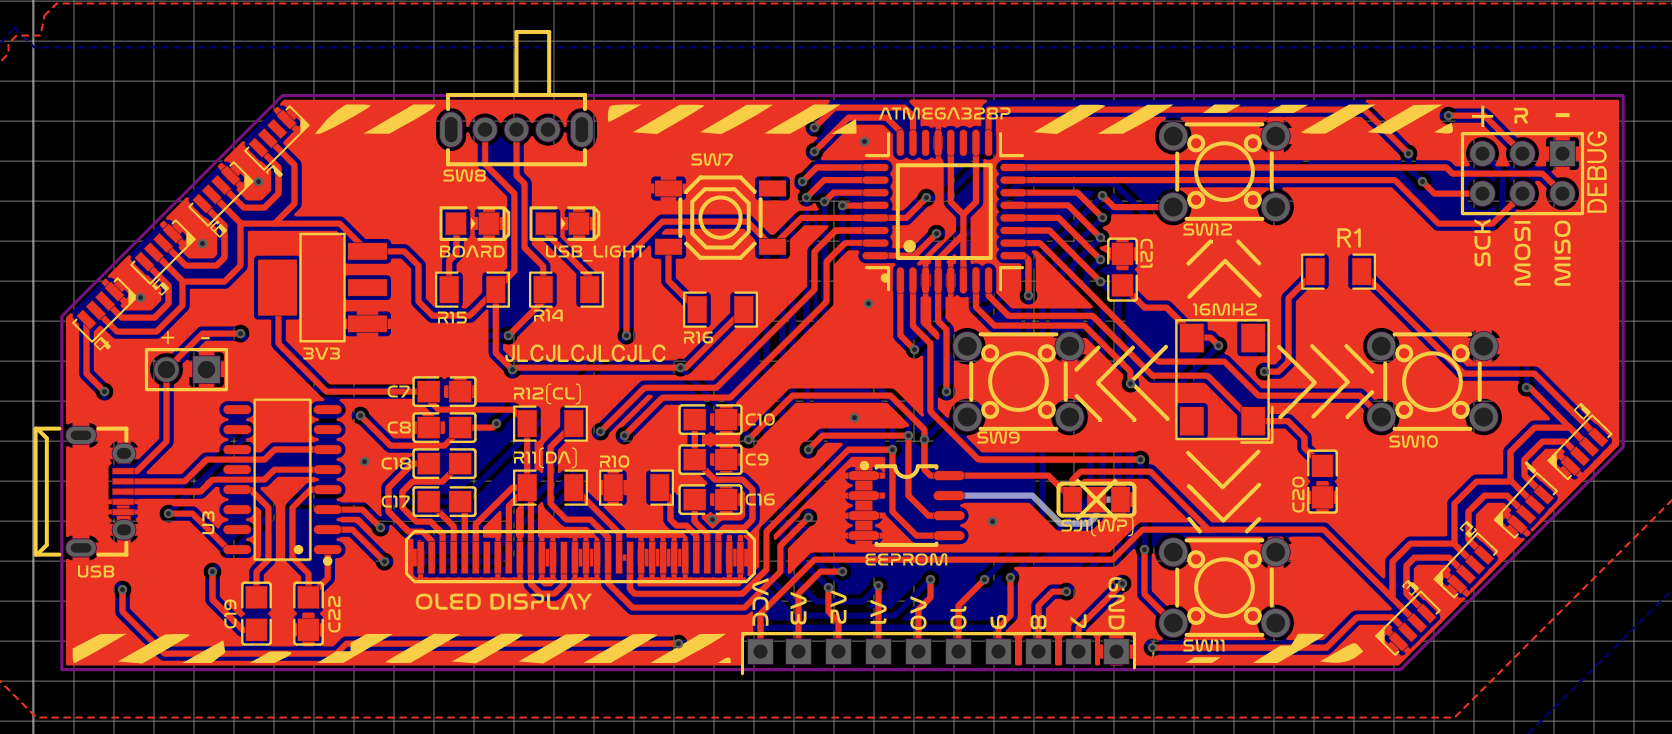 ATMEGA328P
+ R -
DEBUG
SW7
SW8
SW12
SCK
MOSI
MISO
BOARD
USB_LIGHT
C21
R1
R15
R14
16MHZ
R16
+ -
3V3
JLCJLCJLCJLC
C7
R12(CL)
C10
C8
SW9
SW10
C18
R11(DA)
R10
C9
C17
C16
C20
U3
SJ1(WP)
USB
EEPROM
C19
C22
OLED DISPLAY
VCC
A3
A2
A1
A0
10
9
8
7
GND
SW11